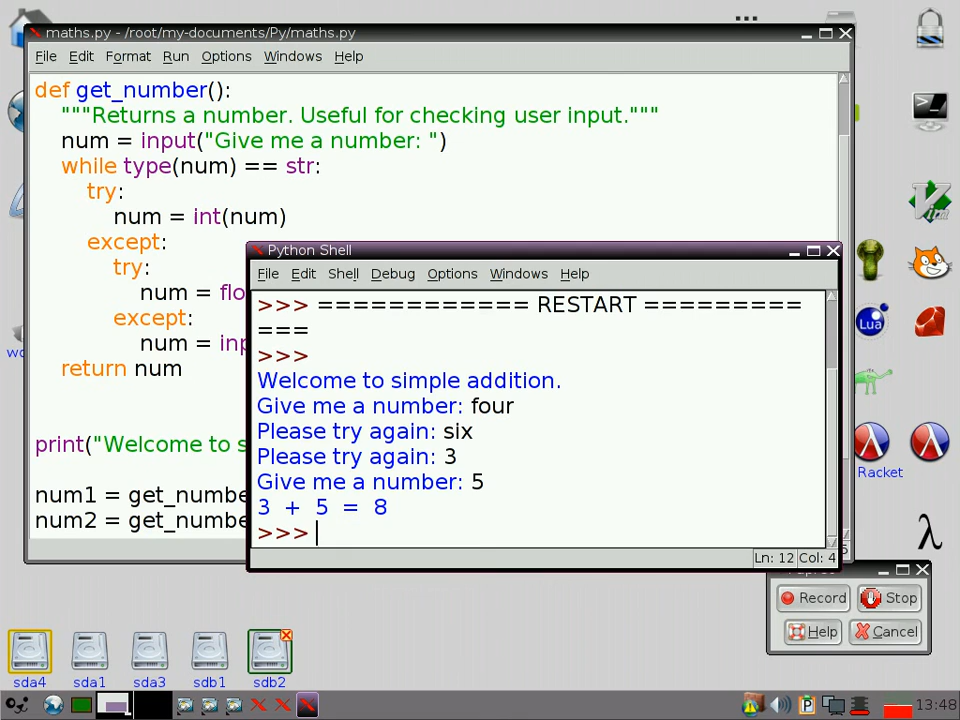 maths.py - /root/my-documents/Py/maths.py
File Edit Format Run Options Windows Help
def get_number():
"""Returns a number. Useful for checking user input."""
num = input("Give me a number: ")
while type(num) == str:
try:
num = int(num)
except:
try:
num = flo
except:
num = inp
return num
print("Welcome to s
num1 = get_numbe
num2 = get_numbe
Python Shell
File Edit Shell Debug Options Windows Help
>>> ============ RESTART =========
===
>>>
Welcome to simple addition.
Give me a number: four
Please try again: six
Please try again: 3
Give me a number: 5
3 + 5 = 8
>>>
Ln: 12 Col: 4
Lua
Racket
λ
Record Stop
Help Cancel
sda4 sda1 sda3 sdb1 sdb2
13:48